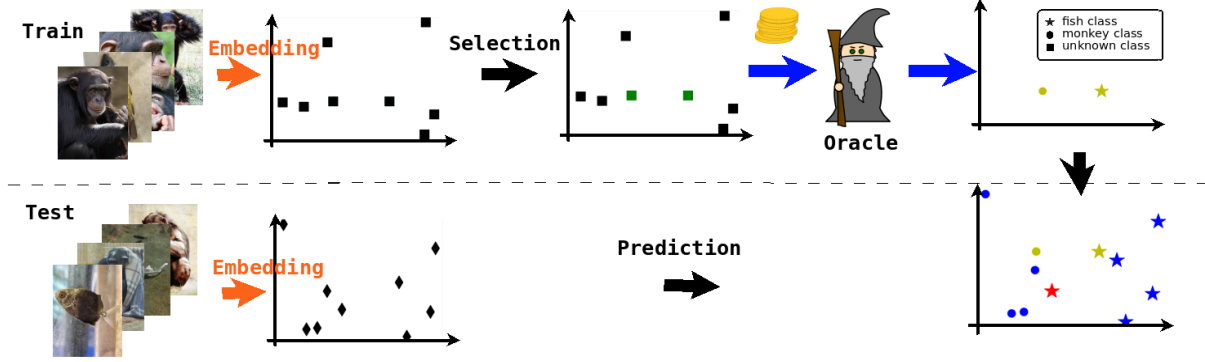 Train
Embedding
Selection
Oracle
fish class
monkey class
unknown class
Test
Embedding
Prediction